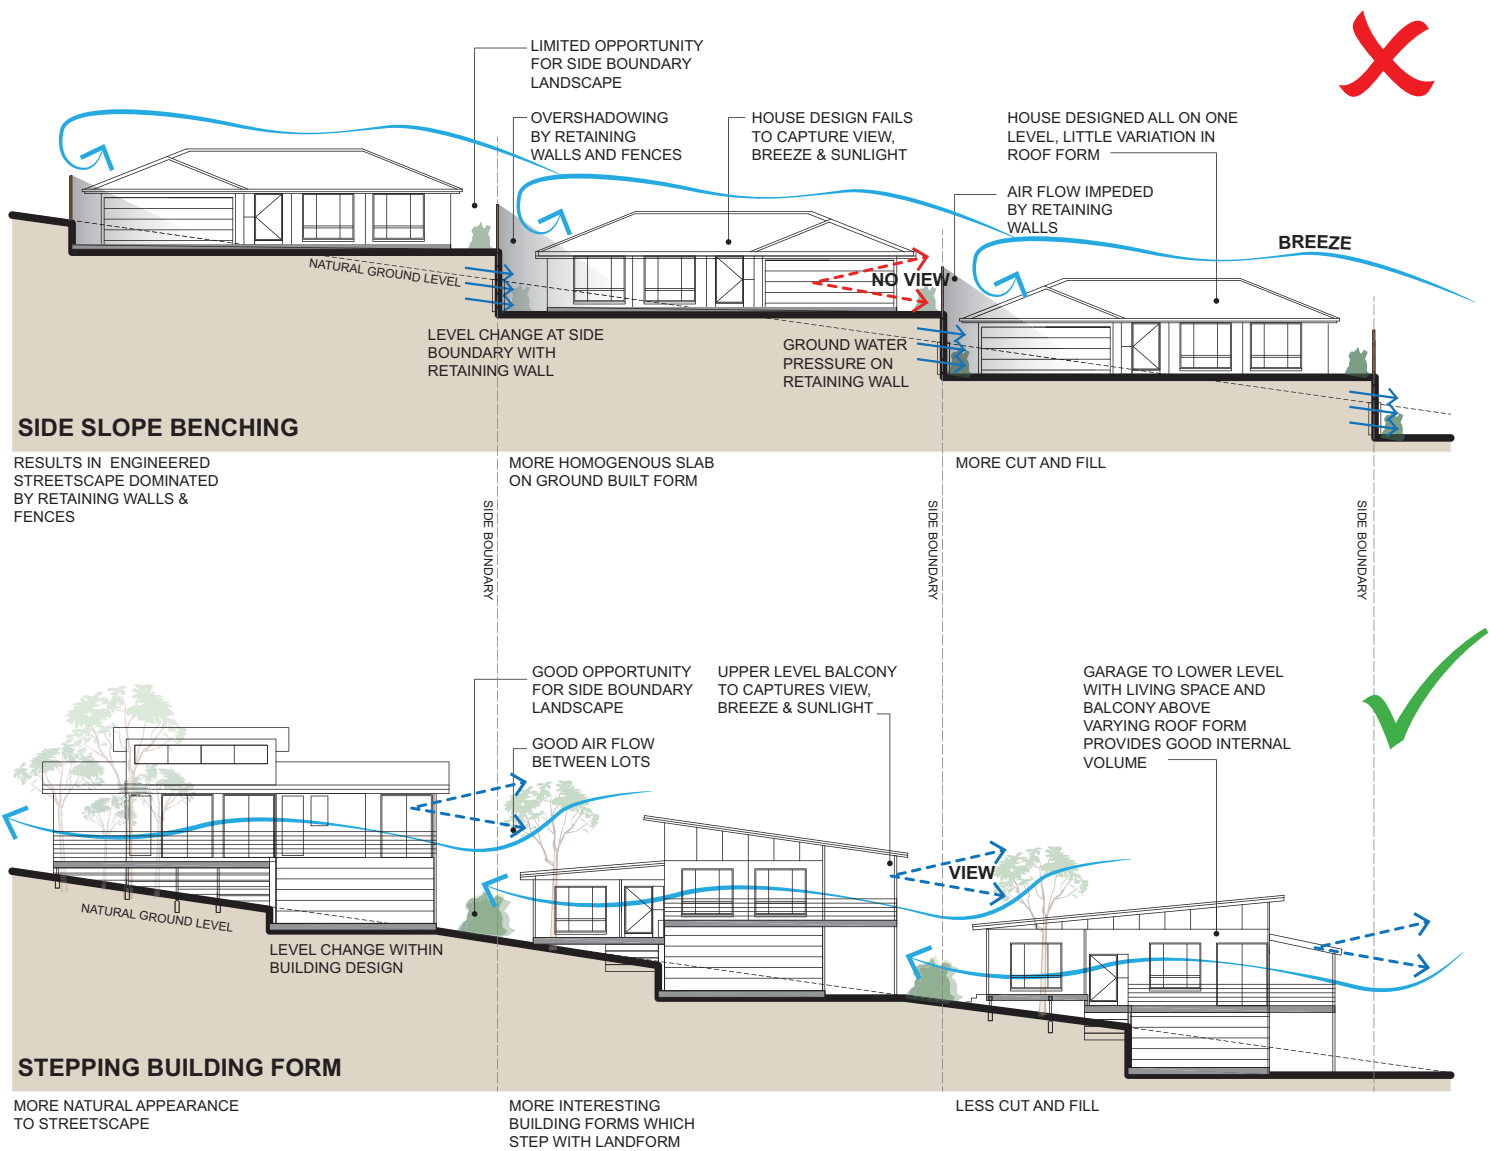 LIMITED OPPORTUNITY
FOR SIDE BOUNDARY
LANDSCAPE
OVERSHADOWING
BY RETAINING
WALLS AND FENCES
HOUSE DESIGN FAILS
TO CAPTURE VIEW,
BREEZE & SUNLIGHT
HOUSE DESIGNED ALL ON ONE
LEVEL, LITTLE VARIATION IN
ROOF FORM
AIR FLOW IMPEDED
BY RETAINING
WALLS
BREEZE
NATURAL GROUND LEVEL
NO VIEW
LEVEL CHANGE AT SIDE
BOUNDARY WITH
RETAINING WALL
GROUND WATER
PRESSURE ON
RETAINING WALL
SIDE SLOPE BENCHING
RESULTS IN  ENGINEERED
STREETSCAPE DOMINATED
BY RETAINING WALLS &
FENCES
MORE HOMOGENOUS SLAB
ON GROUND BUILT FORM
MORE CUT AND FILL
SIDE BOUNDARY
SIDE BOUNDARY
SIDE BOUNDARY
GOOD OPPORTUNITY
FOR SIDE BOUNDARY
LANDSCAPE
GOOD AIR FLOW
BETWEEN LOTS
UPPER LEVEL BALCONY
TO CAPTURES VIEW,
BREEZE & SUNLIGHT
GARAGE TO LOWER LEVEL
WITH LIVING SPACE AND
BALCONY ABOVE
VARYING ROOF FORM
PROVIDES GOOD INTERNAL
VOLUME
VIEW
NATURAL GROUND LEVEL
LEVEL CHANGE WITHIN
BUILDING DESIGN
STEPPING BUILDING FORM
MORE NATURAL APPEARANCE
TO STREETSCAPE
MORE INTERESTING
BUILDING FORMS WHICH
STEP WITH LANDFORM
LESS CUT AND FILL